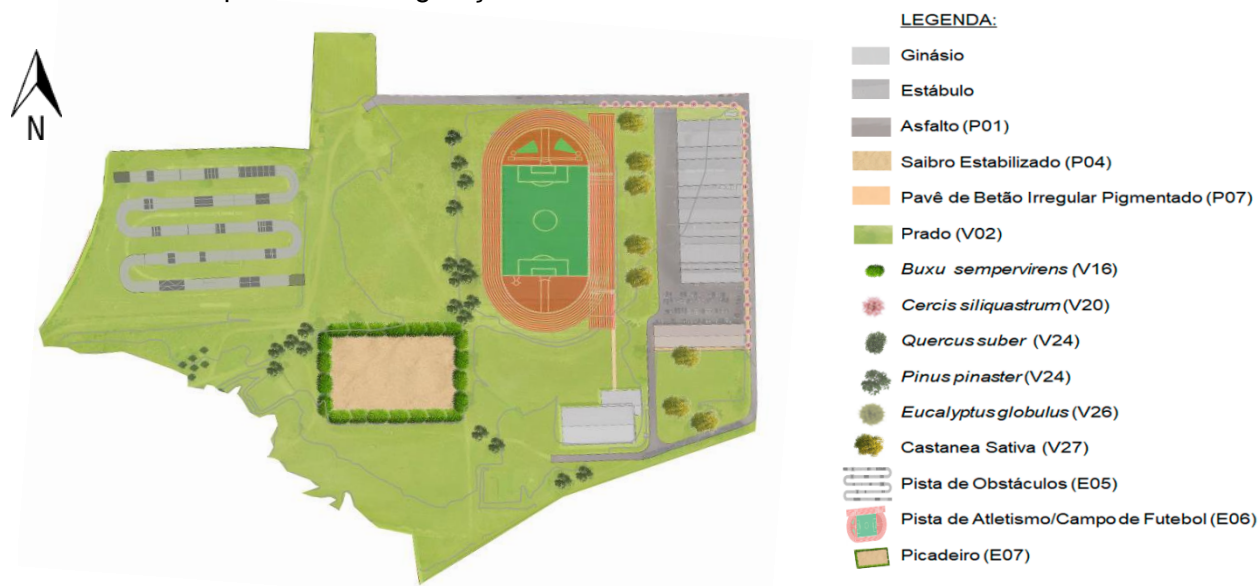 N
LEGENDA:
Ginásio
Estábulo
Asfalto (P01)
Saibro Estabilizado (P04)
Pavê de Betão Irregular Pigmentado (P07)
Prado (V02)
Buxu sempervirens (V16)
Cercis siliquastrum (V20)
Quercus suber (V24)
Pinus pinaster (V24)
Eucalyptus globulus (V26)
Castanea Sativa (V27)
Pista de Obstáculos (E05)
Pista de Atletismo/Campo de Futebol (E06)
Picadeiro (E07)